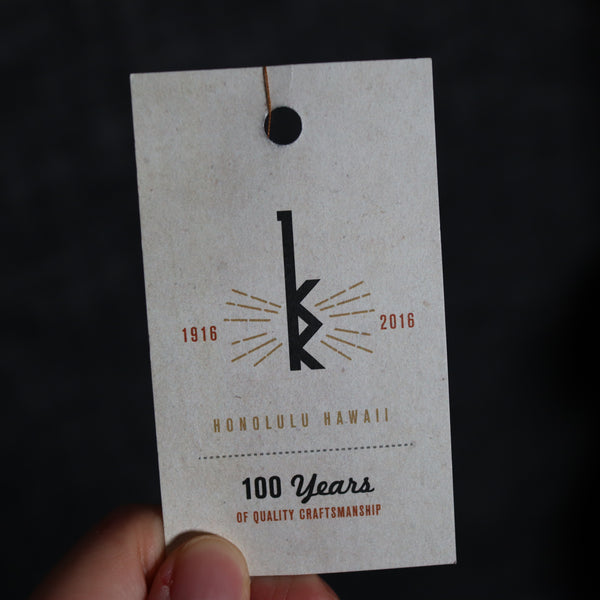 1916
2016
HONOLULU HAWAII
100 Years
OF QUALITY CRAFTSMANSHIP